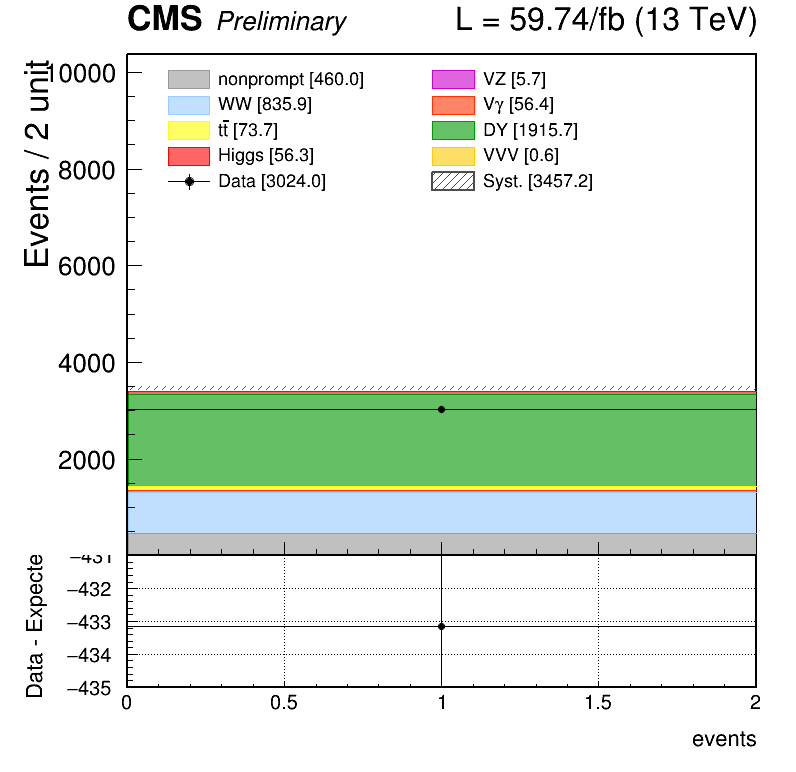 CMS Preliminary L = 59.74/fb (13 TeV)
Events / 2 unit
10000
8000
6000
4000
2000
nonprompt [460.0]
WW [835.9]
tt̄ [73.7]
Higgs [56.3]
Data [3024.0]
VZ [5.7]
Vγ [56.4]
DY [1915.7]
VVV [0.6]
Syst. [3457.2]
Data - Expecte
−431
−432
−433
−434
−435
0 0.5 1 1.5 2
events